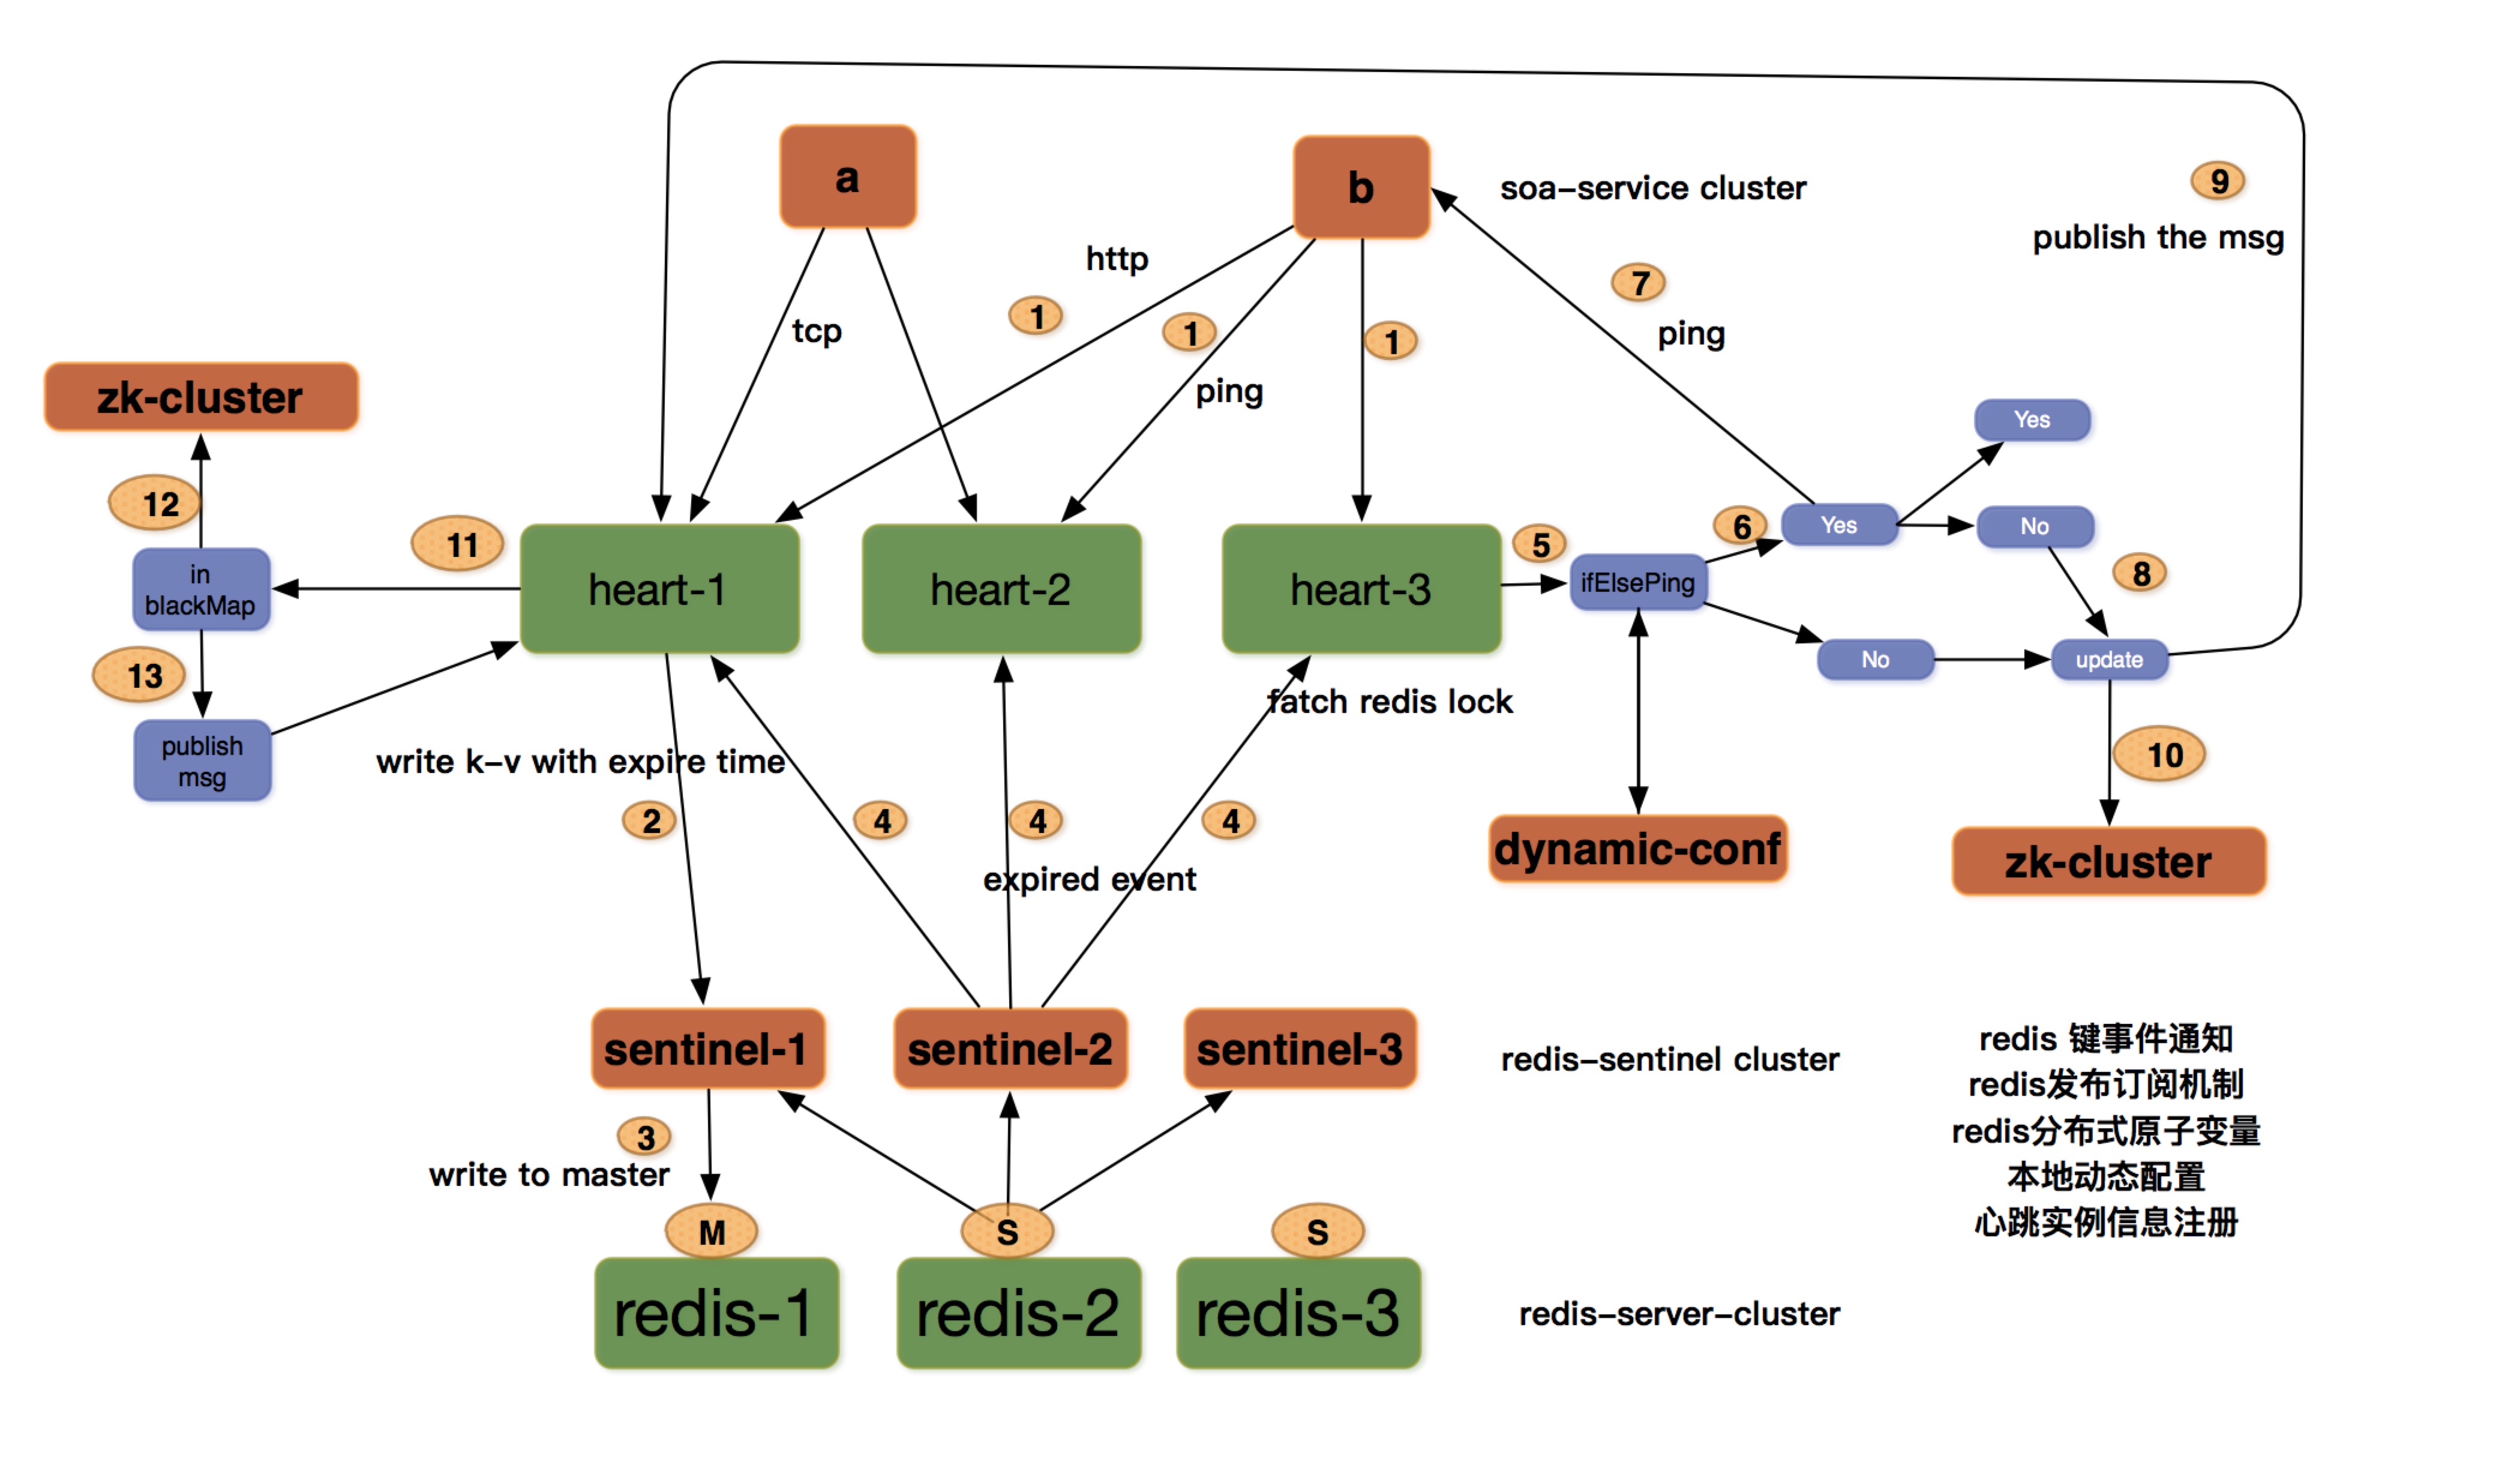 a
b
soa–service cluster
9
publish the msg
http
7
1
1
1
tcp
ping
ping
zk-cluster
Yes
12
11
heart-1
heart-2
heart-3
5
6
Yes
No
in
blackMap
ifElsePing
8
13
No
update
fatch redis lock
publish
msg
write k–v with expire time
10
2
4
4
4
dynamic-conf
zk-cluster
expired event
sentinel-1
sentinel-2
sentinel-3
redis–sentinel cluster
redis 键事件通知
redis发布订阅机制
redis分布式原子变量
本地动态配置
心跳实例信息注册
3
write to master
M
S
S
redis-1
redis-2
redis-3
redis–server–cluster